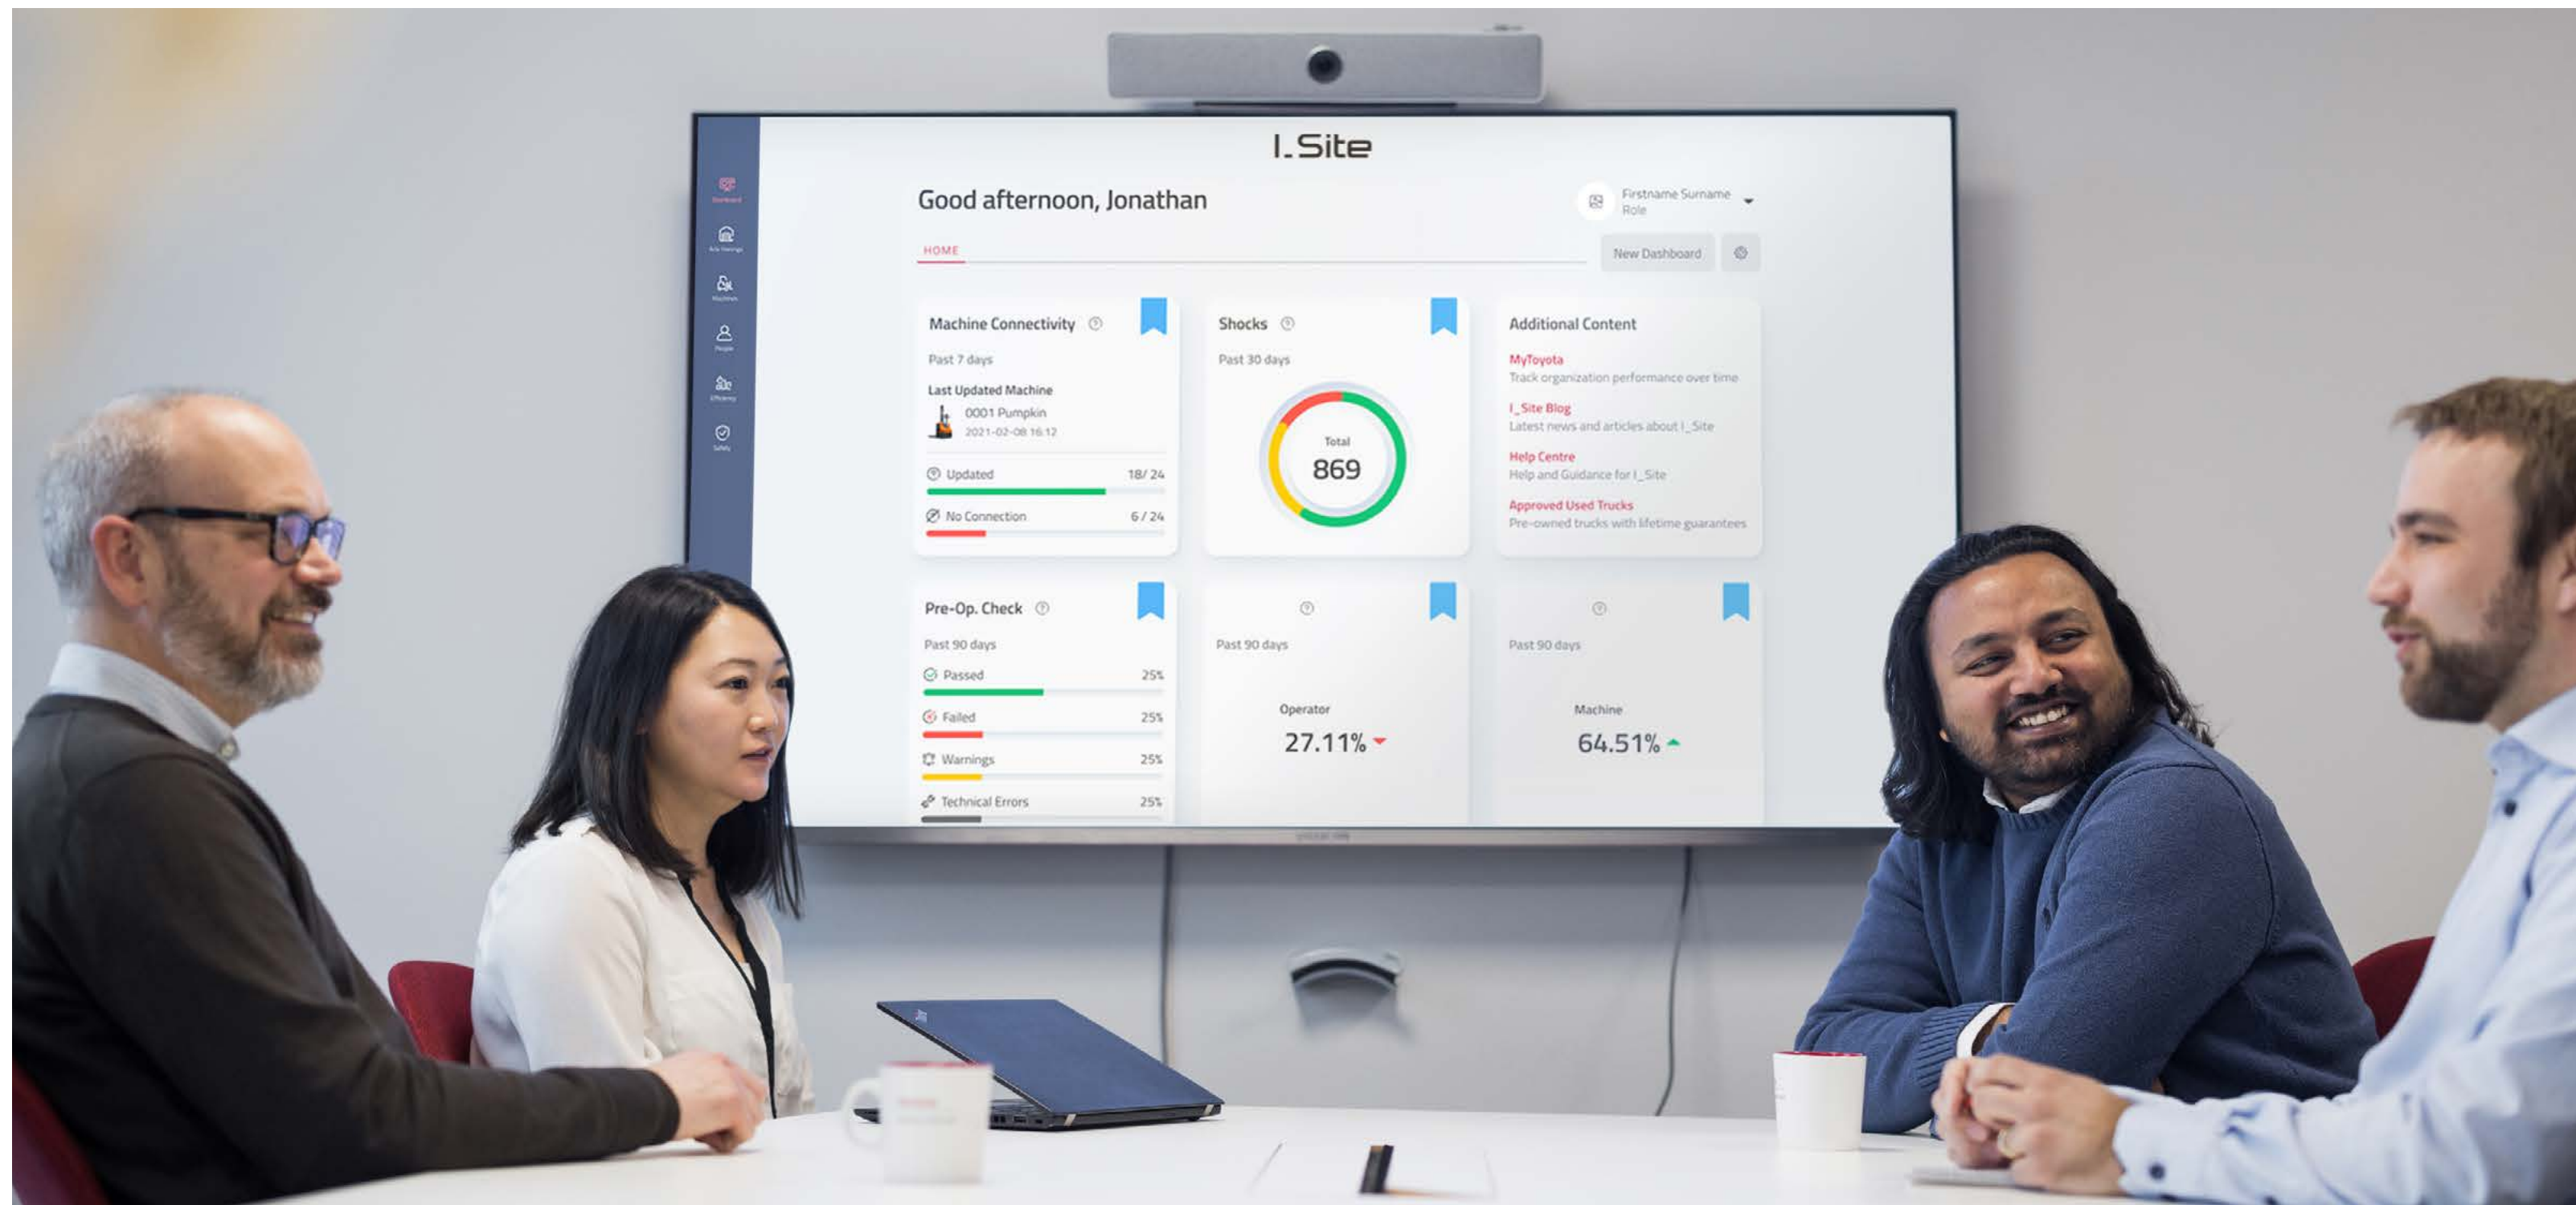 I_Site
Good afternoon, Jonathan
Firstname Surname
Role
HOME
New Dashboard
Dashboard
Machines
People
Efficiency
Safety
Machine Connectivity
Past 7 days
Last Updated Machine
0001 Pumpkin
2021-02-08 16:12
Updated 18/ 24
No Connection 6 / 24
Shocks
Past 30 days
Total
869
Additional Content
MyToyota
Track organization performance over time
I_Site Blog
Latest news and articles about I_Site
Help Centre
Help and Guidance for I_Site
Approved Used Trucks
Pre-owned trucks with lifetime guarantees
Pre-Op. Check
Past 90 days
Passed 25%
Failed 25%
Warnings 25%
Technical Errors 25%
Past 90 days
Operator
27.11%
Past 90 days
Machine
64.51%